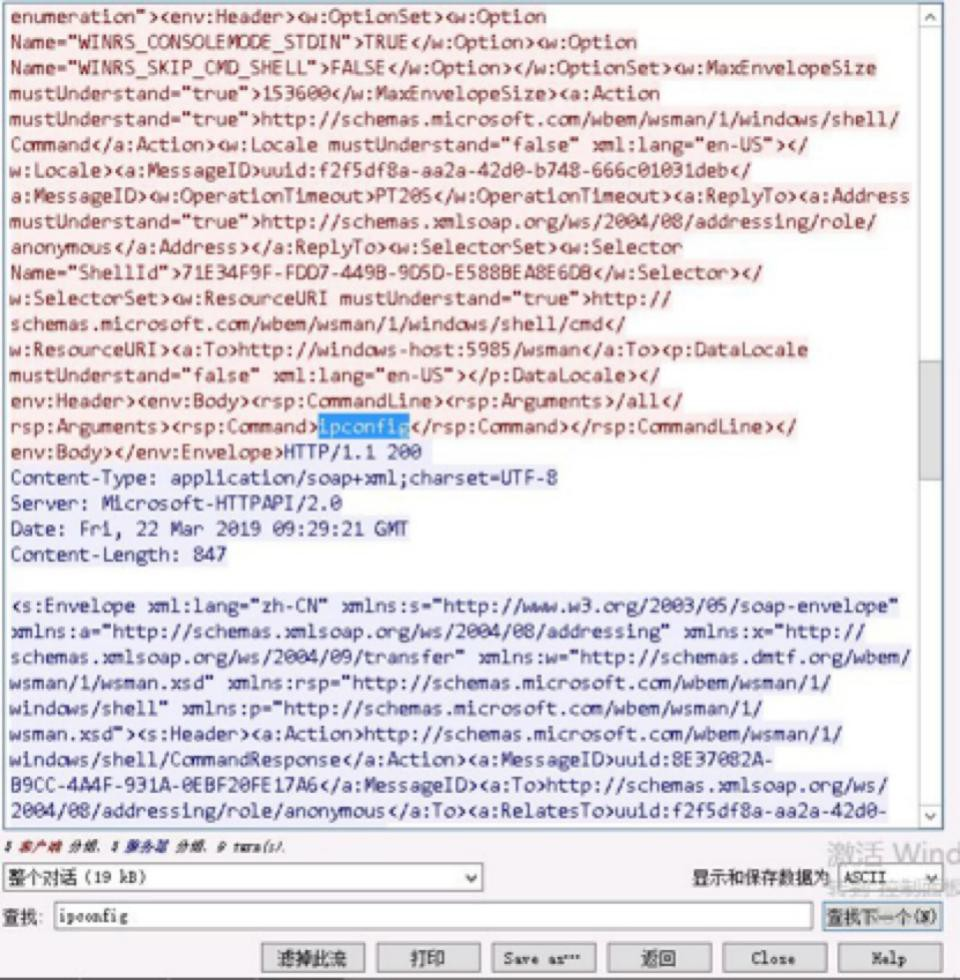 enumeration"><env:Header><w:OptionSet><w:Option
Name="WINRS_CONSOLEMODE_STDIN">TRUE</w:Option><w:Option
Name="WINRS_SKIP_CMD_SHELL">FALSE</w:Option></w:OptionSet><w:MaxEnvelopeSize
mustUnderstand="true">153600</w:MaxEnvelopeSize><a:Action
mustUnderstand="true">http://schemas.microsoft.com/wbem/wsman/1/windows/shell/
Command</a:Action><w:Locale mustUnderstand="false" xml:lang="en-US"></
w:Locale><a:MessageID>uuid:f2f5df8a-aa2a-42d0-b748-666c01031deb</
a:MessageID><w:OperationTimeout>PT20S</w:OperationTimeout><a:ReplyTo><a:Address
mustUnderstand="true">http://schemas.xmlsoap.org/ws/2004/08/addressing/role/
anonymous</a:Address></a:ReplyTo><w:SelectorSet><w:Selector
Name="ShellId">71E34F9F-FDD7-449B-9D5D-E588BEA8E6DB</w:Selector></
w:SelectorSet><w:ResourceURI mustUnderstand="true">http://
schemas.microsoft.com/wbem/wsman/1/windows/shell/cmd</
w:ResourceURI><a:To>http://windows-host:5985/wsman</a:To><p:DataLocale
mustUnderstand="false" xml:lang="en-US"></p:DataLocale></
env:Header><env:Body><rsp:CommandLine><rsp:Arguments>/all</
rsp:Arguments><rsp:Command>ipconfig</rsp:Command></rsp:CommandLine></
env:Body></env:Envelope>HTTP/1.1 200
Content-Type: application/soap+xml;charset=UTF-8
Server: Microsoft-HTTPAPI/2.0
Date: Fri, 22 Mar 2019 09:29:21 GMT
Content-Length: 847
<s:Envelope xml:lang="zh-CN" xmlns:s="http://www.w3.org/2003/05/soap-envelope"
xmlns:a="http://schemas.xmlsoap.org/ws/2004/08/addressing" xmlns:x="http://
schemas.xmlsoap.org/ws/2004/09/transfer" xmlns:w="http://schemas.dmtf.org/wbem/
wsman/1/wsman.xsd" xmlns:rsp="http://schemas.microsoft.com/wbem/wsman/1/
windows/shell" xmlns:p="http://schemas.microsoft.com/wbem/wsman/1/
wsman.xsd"><s:Header><a:Action>http://schemas.microsoft.com/wbem/wsman/1/
windows/shell/CommandResponse</a:Action><a:MessageID>uuid:8E37082A-
B9CC-4A4F-931A-0EBF20FE17A6</a:MessageID><a:To>http://schemas.xmlsoap.org/ws/
2004/08/addressing/role/anonymous</a:To><a:RelatesTo>uuid:f2f5df8a-aa2a-42d0-
客户端 分组, 服务器 分组, 9 turn(s).
激活 Wind
整个对话 (19 kB) 显示和保存数据为 ASCII
转到 控制面板
查找: ipconfig 查找下一个(N)
滤掉此流 打印 Save as… 返回 Close Help